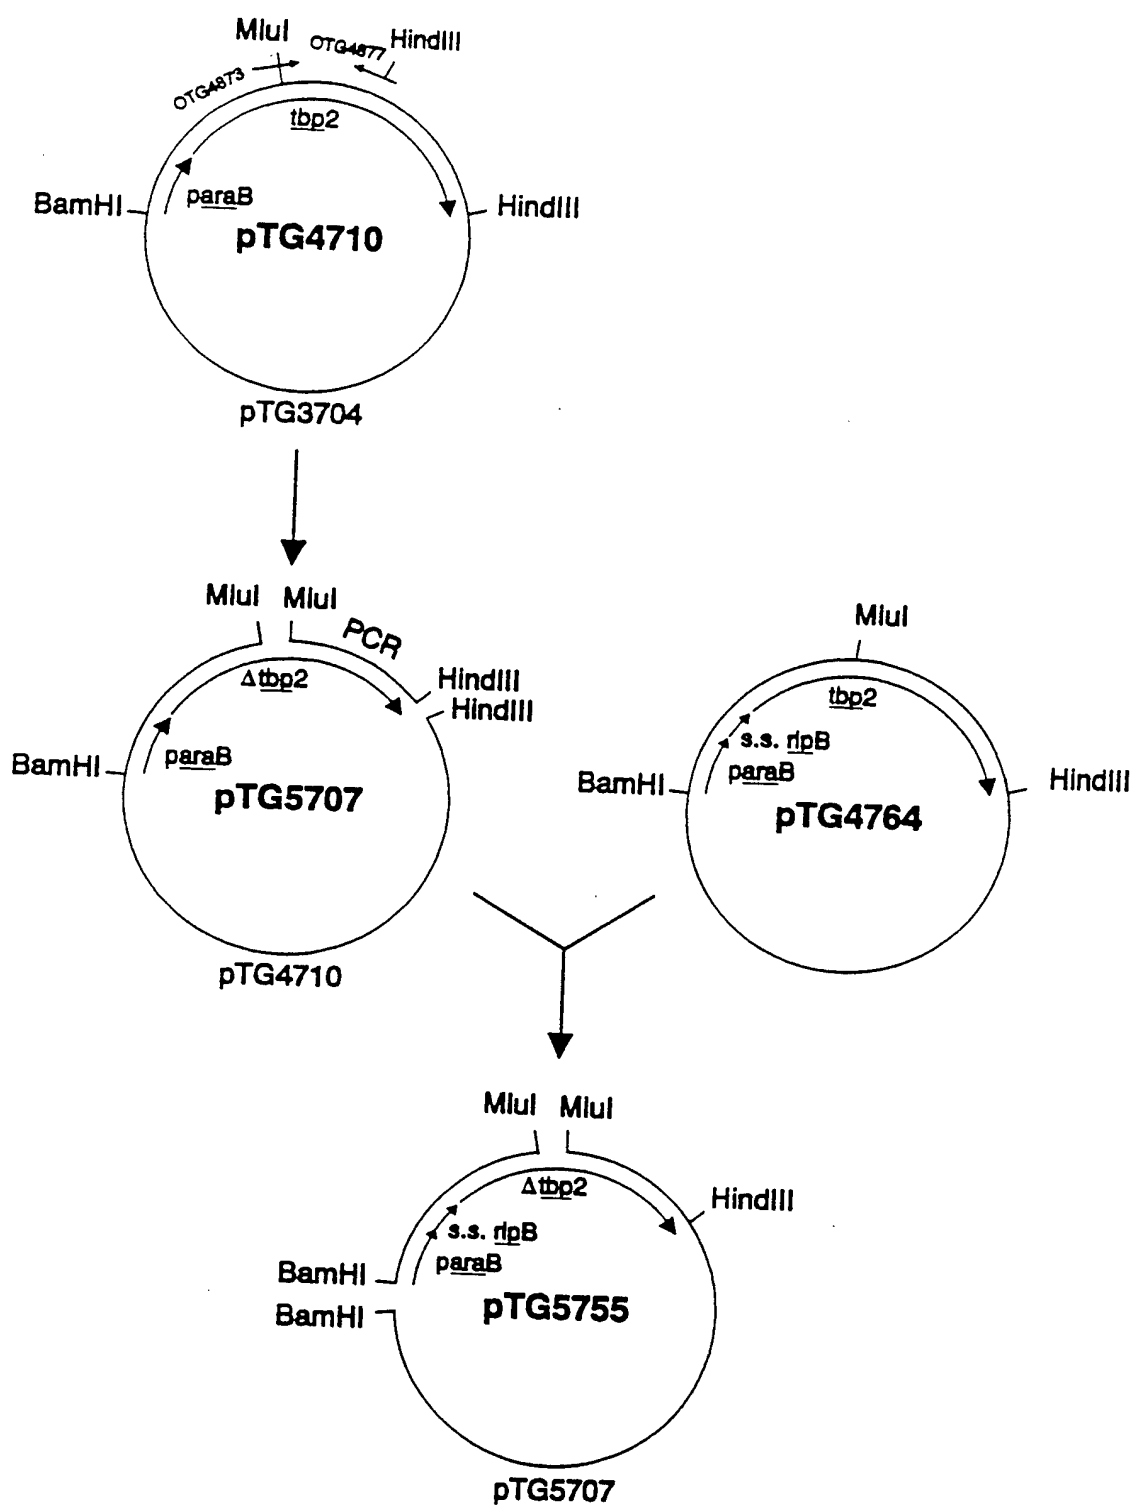 MluI
OTG4877
HindIII
OTG4873
tbp2
BamHI
paraB
HindIII
pTG4710
pTG3704
MluI MluI
PCR
Δtbp2
HindIII
HindIII
BamHI
paraB
pTG5707
pTG4710
MluI
tbp2
s.s. rlpB
BamHI
paraB
HindIII
pTG4764
MluI MluI
Δtbp2
HindIII
s.s. rlpB
paraB
BamHI
BamHI
pTG5755
pTG5707